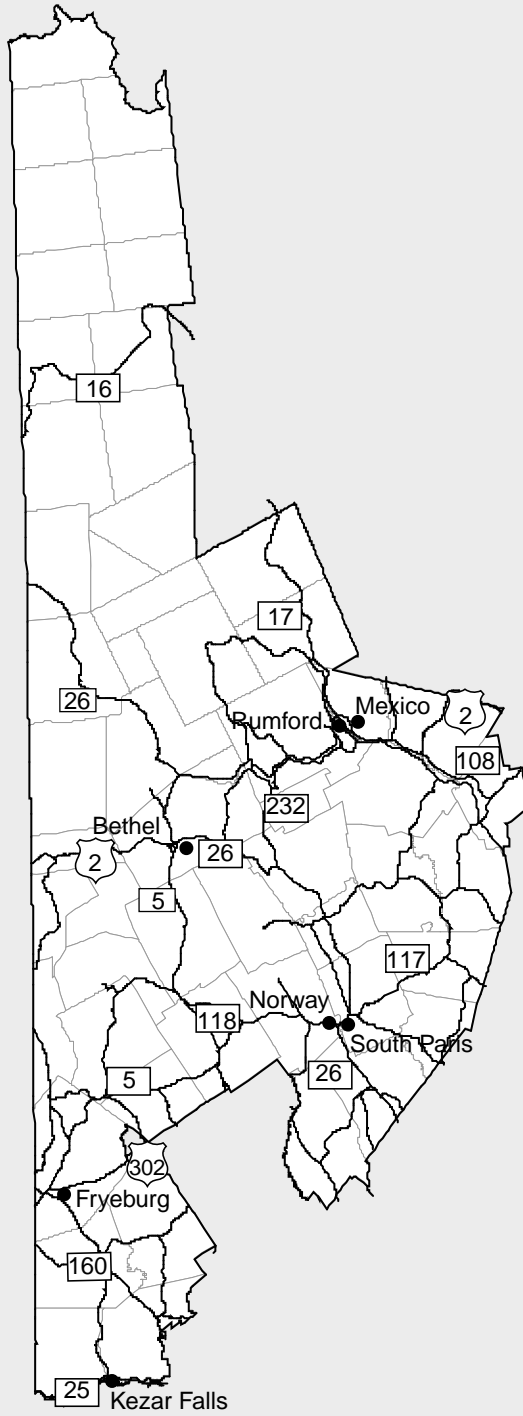 16
17
26
Rumford
Mexico
2
108
232
Bethel
2
26
5
117
Norway
118
South Paris
26
5
302
Fryeburg
160
25
Kezar Falls